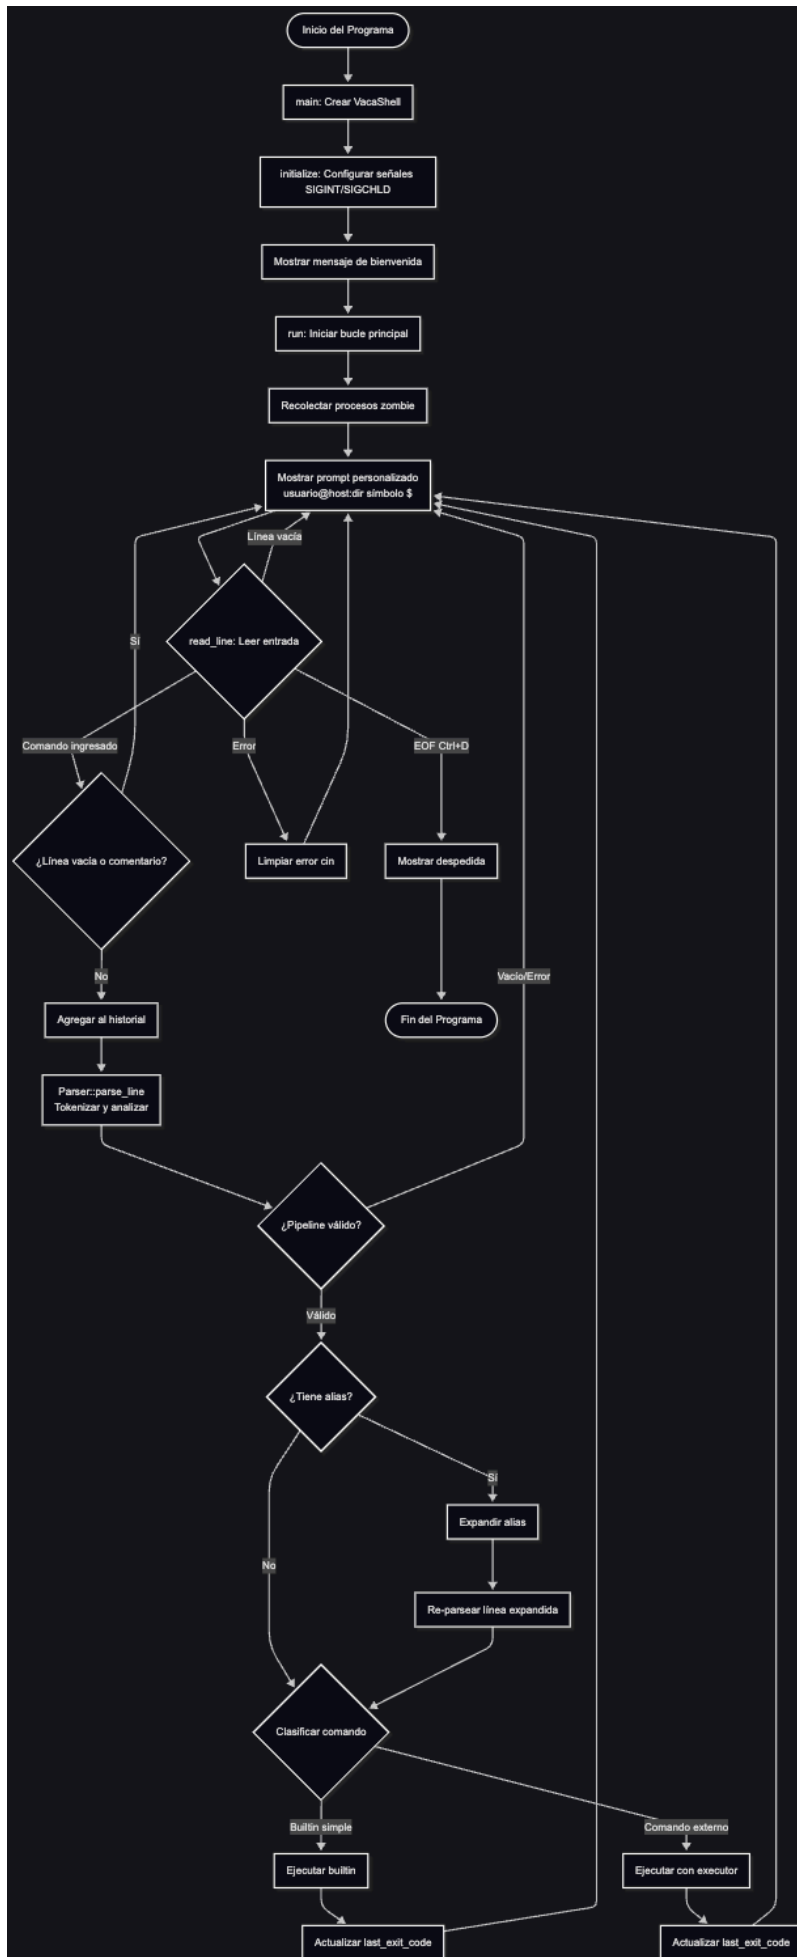 Inicio del Programa
main: Crear VacaShell
initialize: Configurar señales
SIGINT/SIGCHLD
Mostrar mensaje de bienvenida
run: Iniciar bucle principal
Recolectar procesos zombie
Mostrar prompt personalizado
usuario@host:dir símbolo $
Línea vacía
Sí
read_line: Leer entrada
Comando ingresado
Error
EOF Ctrl+D
¿Línea vacía o comentario?
Limpiar error cin
Mostrar despedida
No
Vacío/Error
Agregar al historial
Fin del Programa
Parser::parse_line
Tokenizar y analizar
¿Pipeline válido?
Válido
¿Tiene alias?
Sí
Expandir alias
No
Re-parsear línea expandida
Clasificar comando
Builtin simple
Comando externo
Ejecutar builtin
Ejecutar con executor
Actualizar last_exit_code
Actualizar last_exit_code